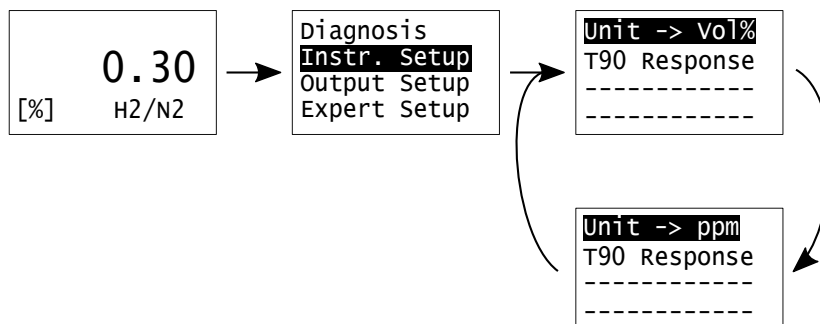 0.30
[%] H2/N2
Diagnosis
Instr. Setup
Output Setup
Expert Setup
Unit -> Vol%
T90 Response
------------
------------
Unit -> ppm
T90 Response
------------
------------